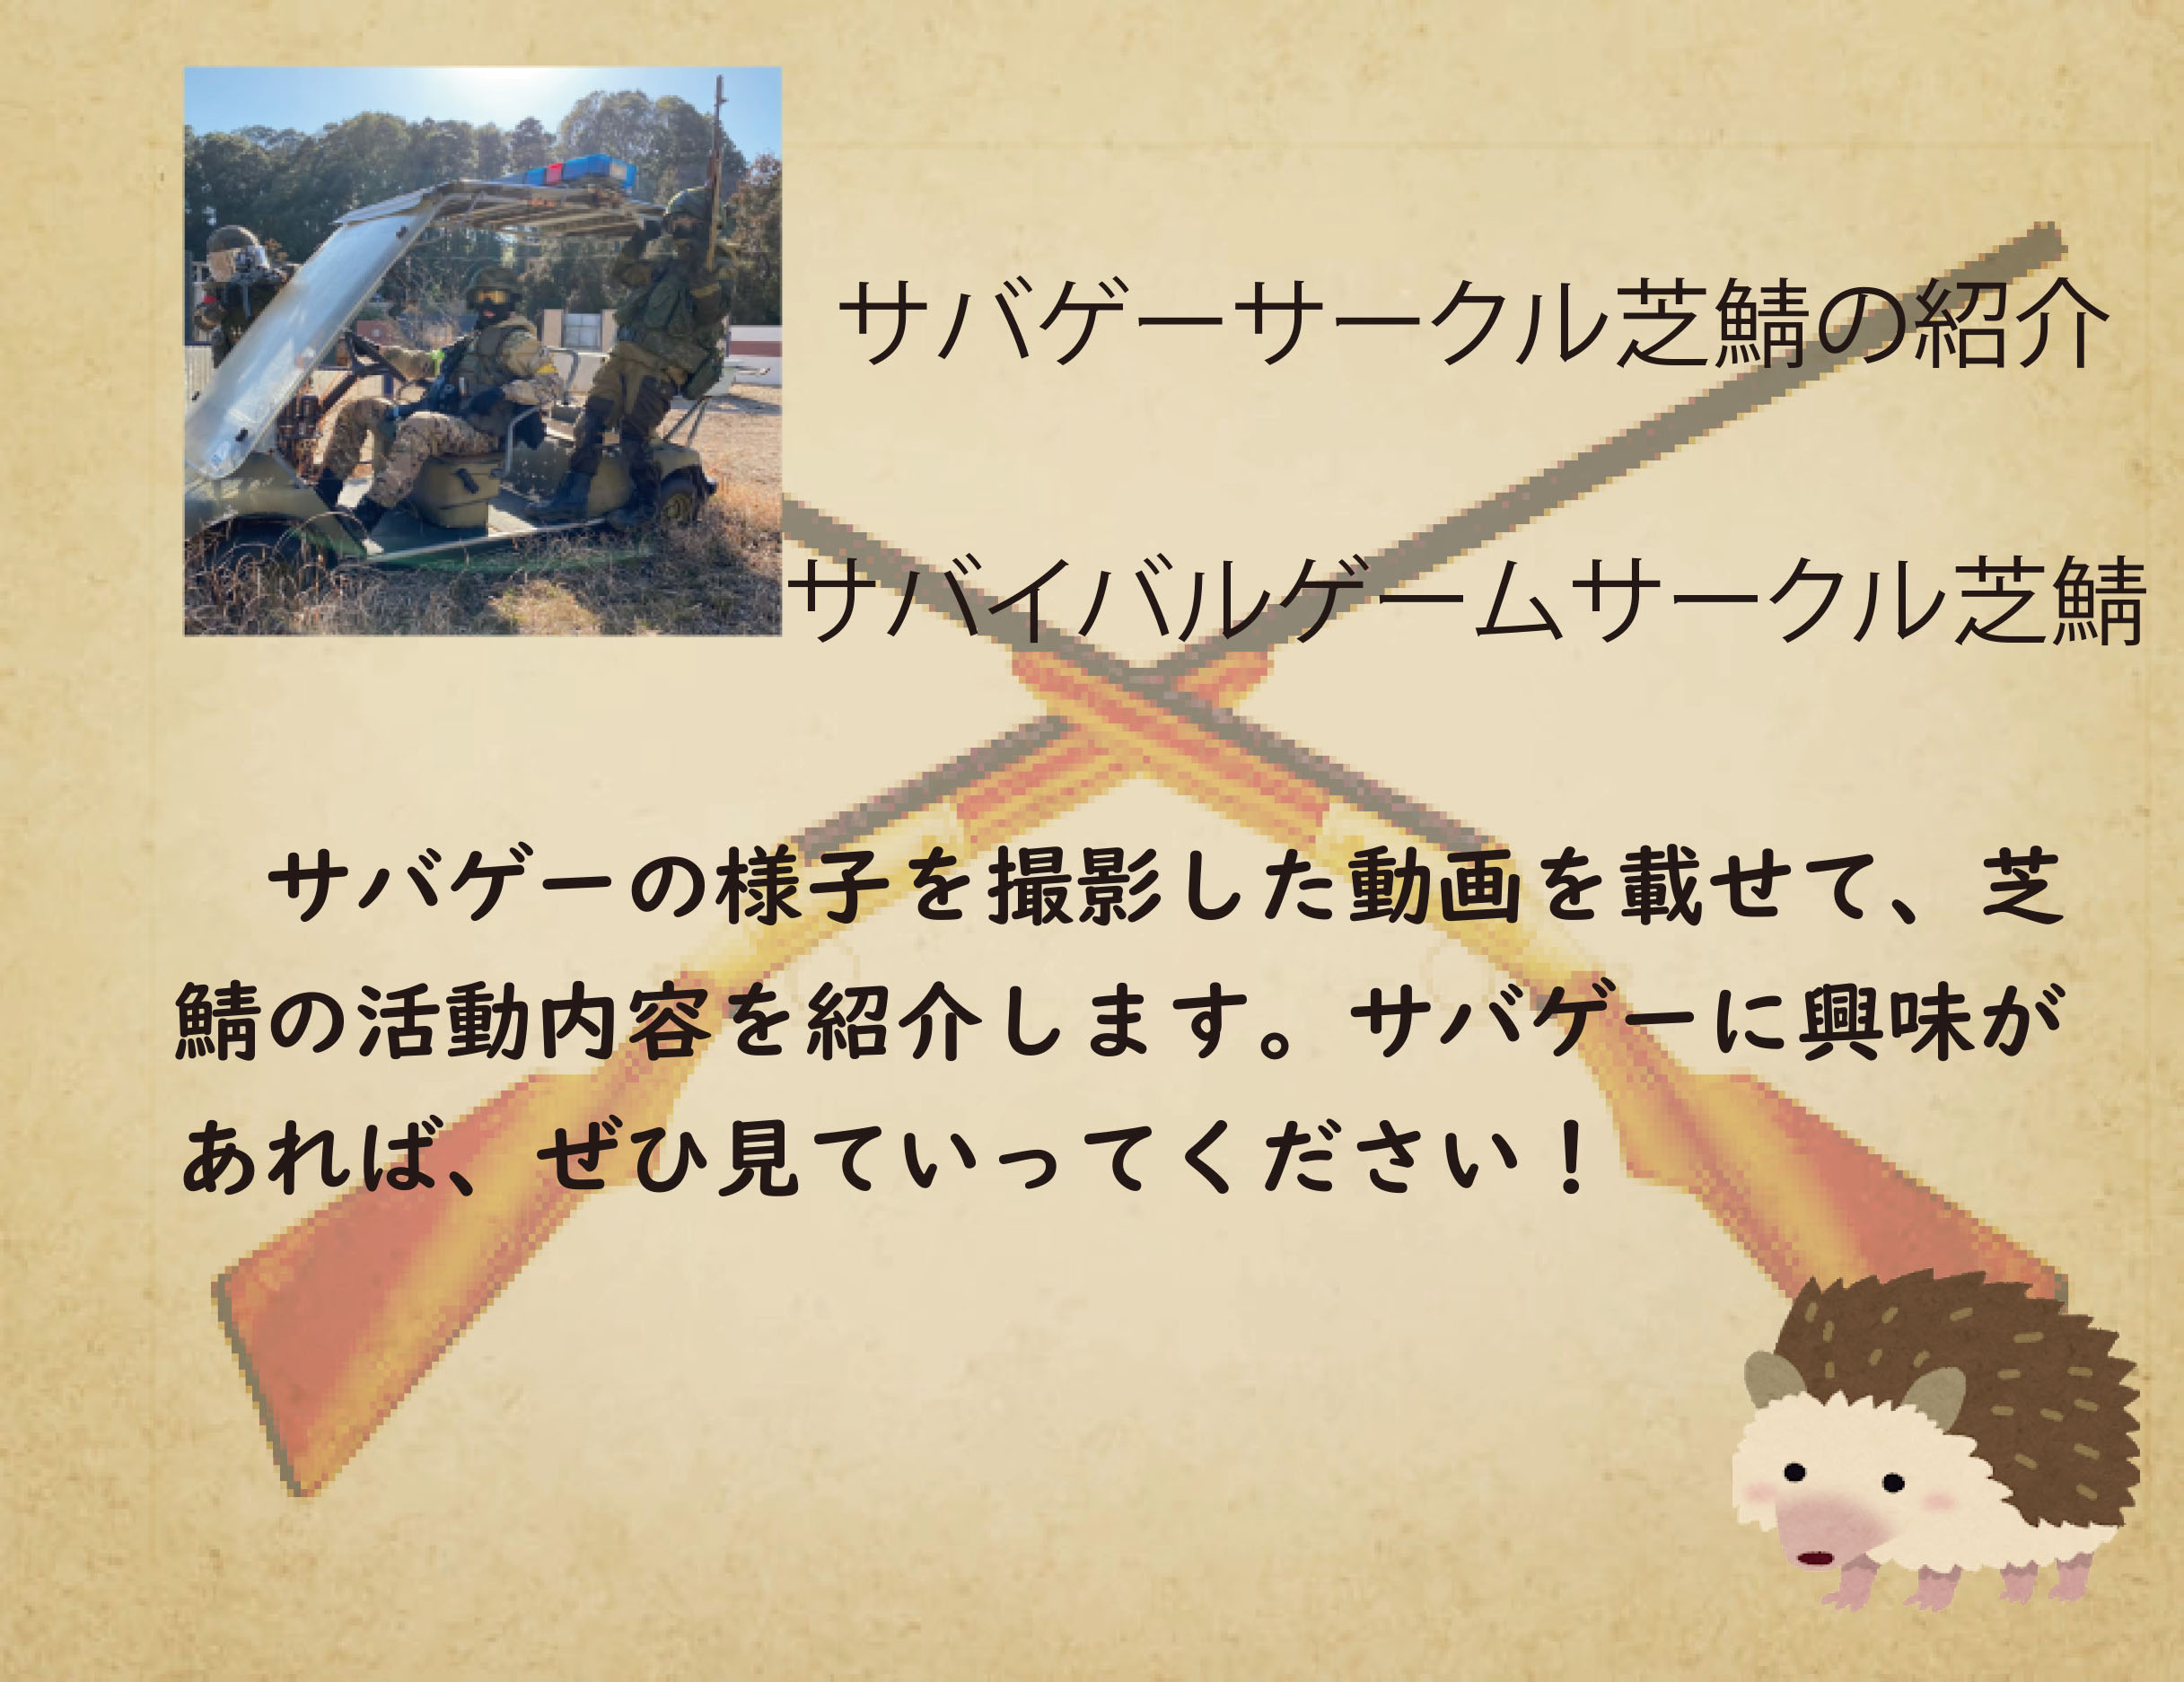 サバゲーサークル芝鯖の紹介
サバイバルゲームサークル芝鯖
サバゲーの様子を撮影した動画を載せて、芝
鯖の活動内容を紹介します。サバゲーに興味が
あれば、ぜひ見ていってください！